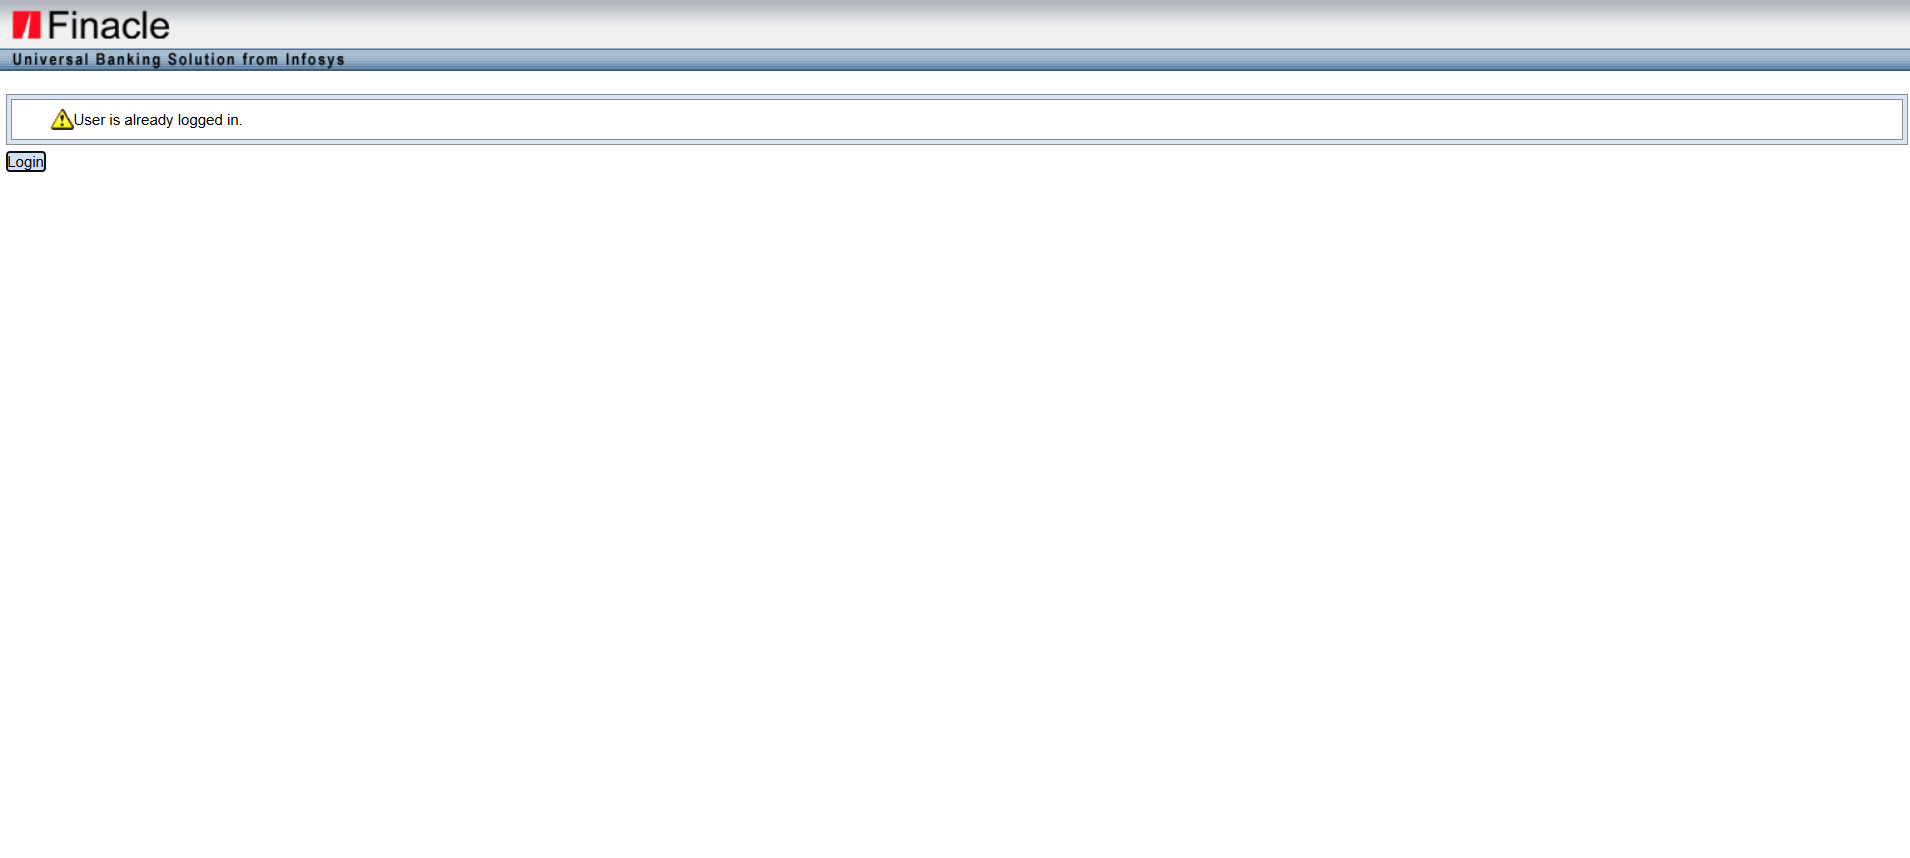 Finacle
Universal Banking Solution from Infosys
User is already logged in.
Login